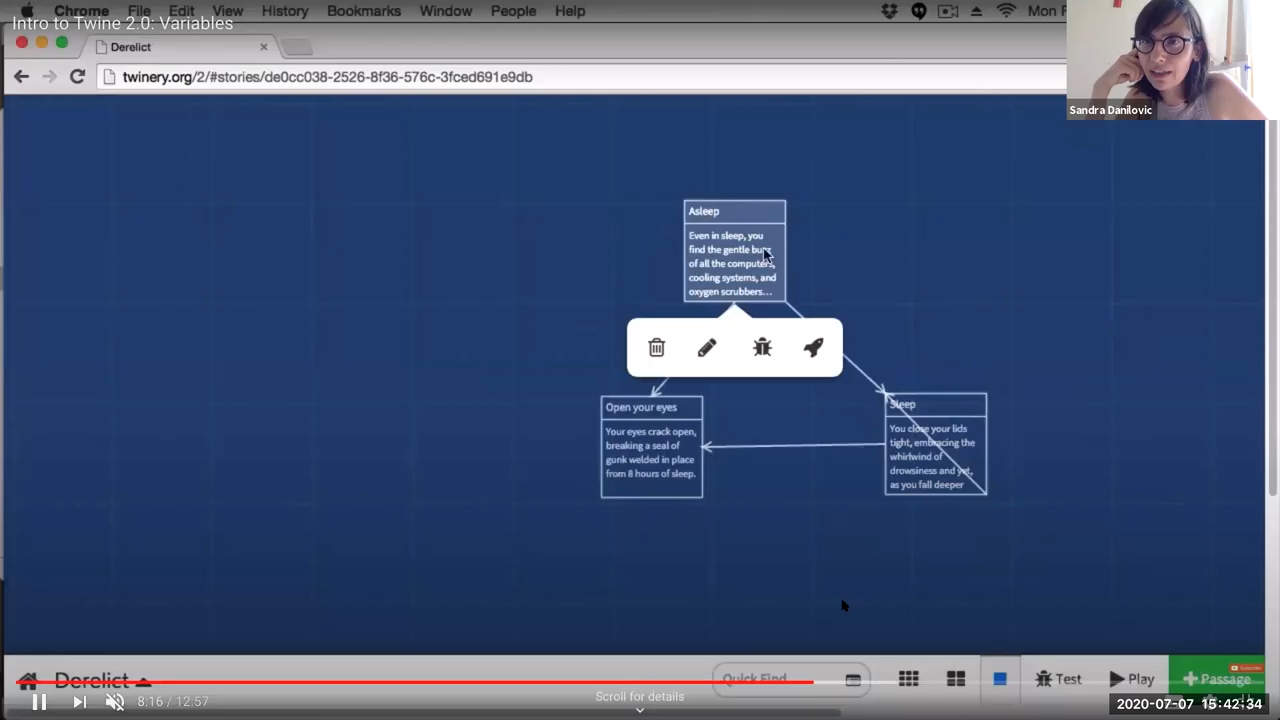 Chrome File Edit View History Bookmarks Window People Help
Mon
Intro to Twine 2.0: Variables
Derelict
twinery.org/2/#stories/de0cc038-2526-8f36-576c-3fced691e9db
Sandra Danilovic
Asleep
Even in sleep, you
find the gentle buzz
of all the computers,
cooling systems, and
oxygen scrubbers...
Open your eyes
Your eyes crack open,
breaking a seal of
gunk welded in place
from 8 hours of sleep.
Sleep
You close your lids
tight, embracing the
whirlwind of
drowsiness and yet,
as you fall deeper
Derelict
Quick Find
Test
Play
Passage
8:16 / 12:57
Scroll for details
2020-07-07 15:42:34